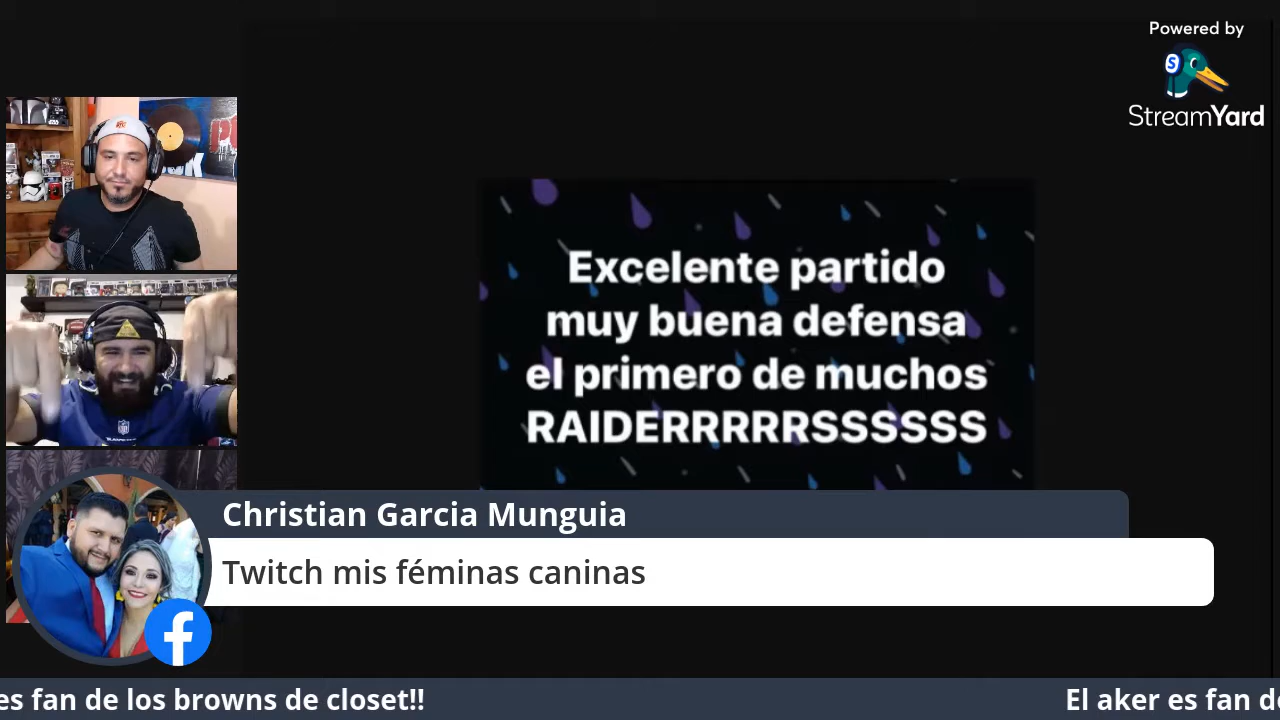 Powered by
StreamYard
Excelente partido
muy buena defensa
el primero de muchos
RAIDERRRRRSSSSSS
Christian Garcia Munguia
Twitch mis féminas caninas
es fan de los browns de closet!!
El aker es fan de